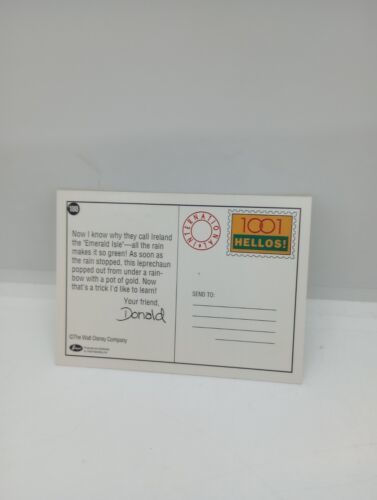 180
Now I know why they call Ireland
the "Emerald Isle"—all the rain
makes it so green! As soon as
the rain stopped, this leprechaun
popped out from under a rain-
bow with a pot of gold. Now
that's a trick I'd like to learn!
Your friend,
Donald
©The Walt Disney Company
INTERNATIONAL
1001
HELLOS!
SEND TO: